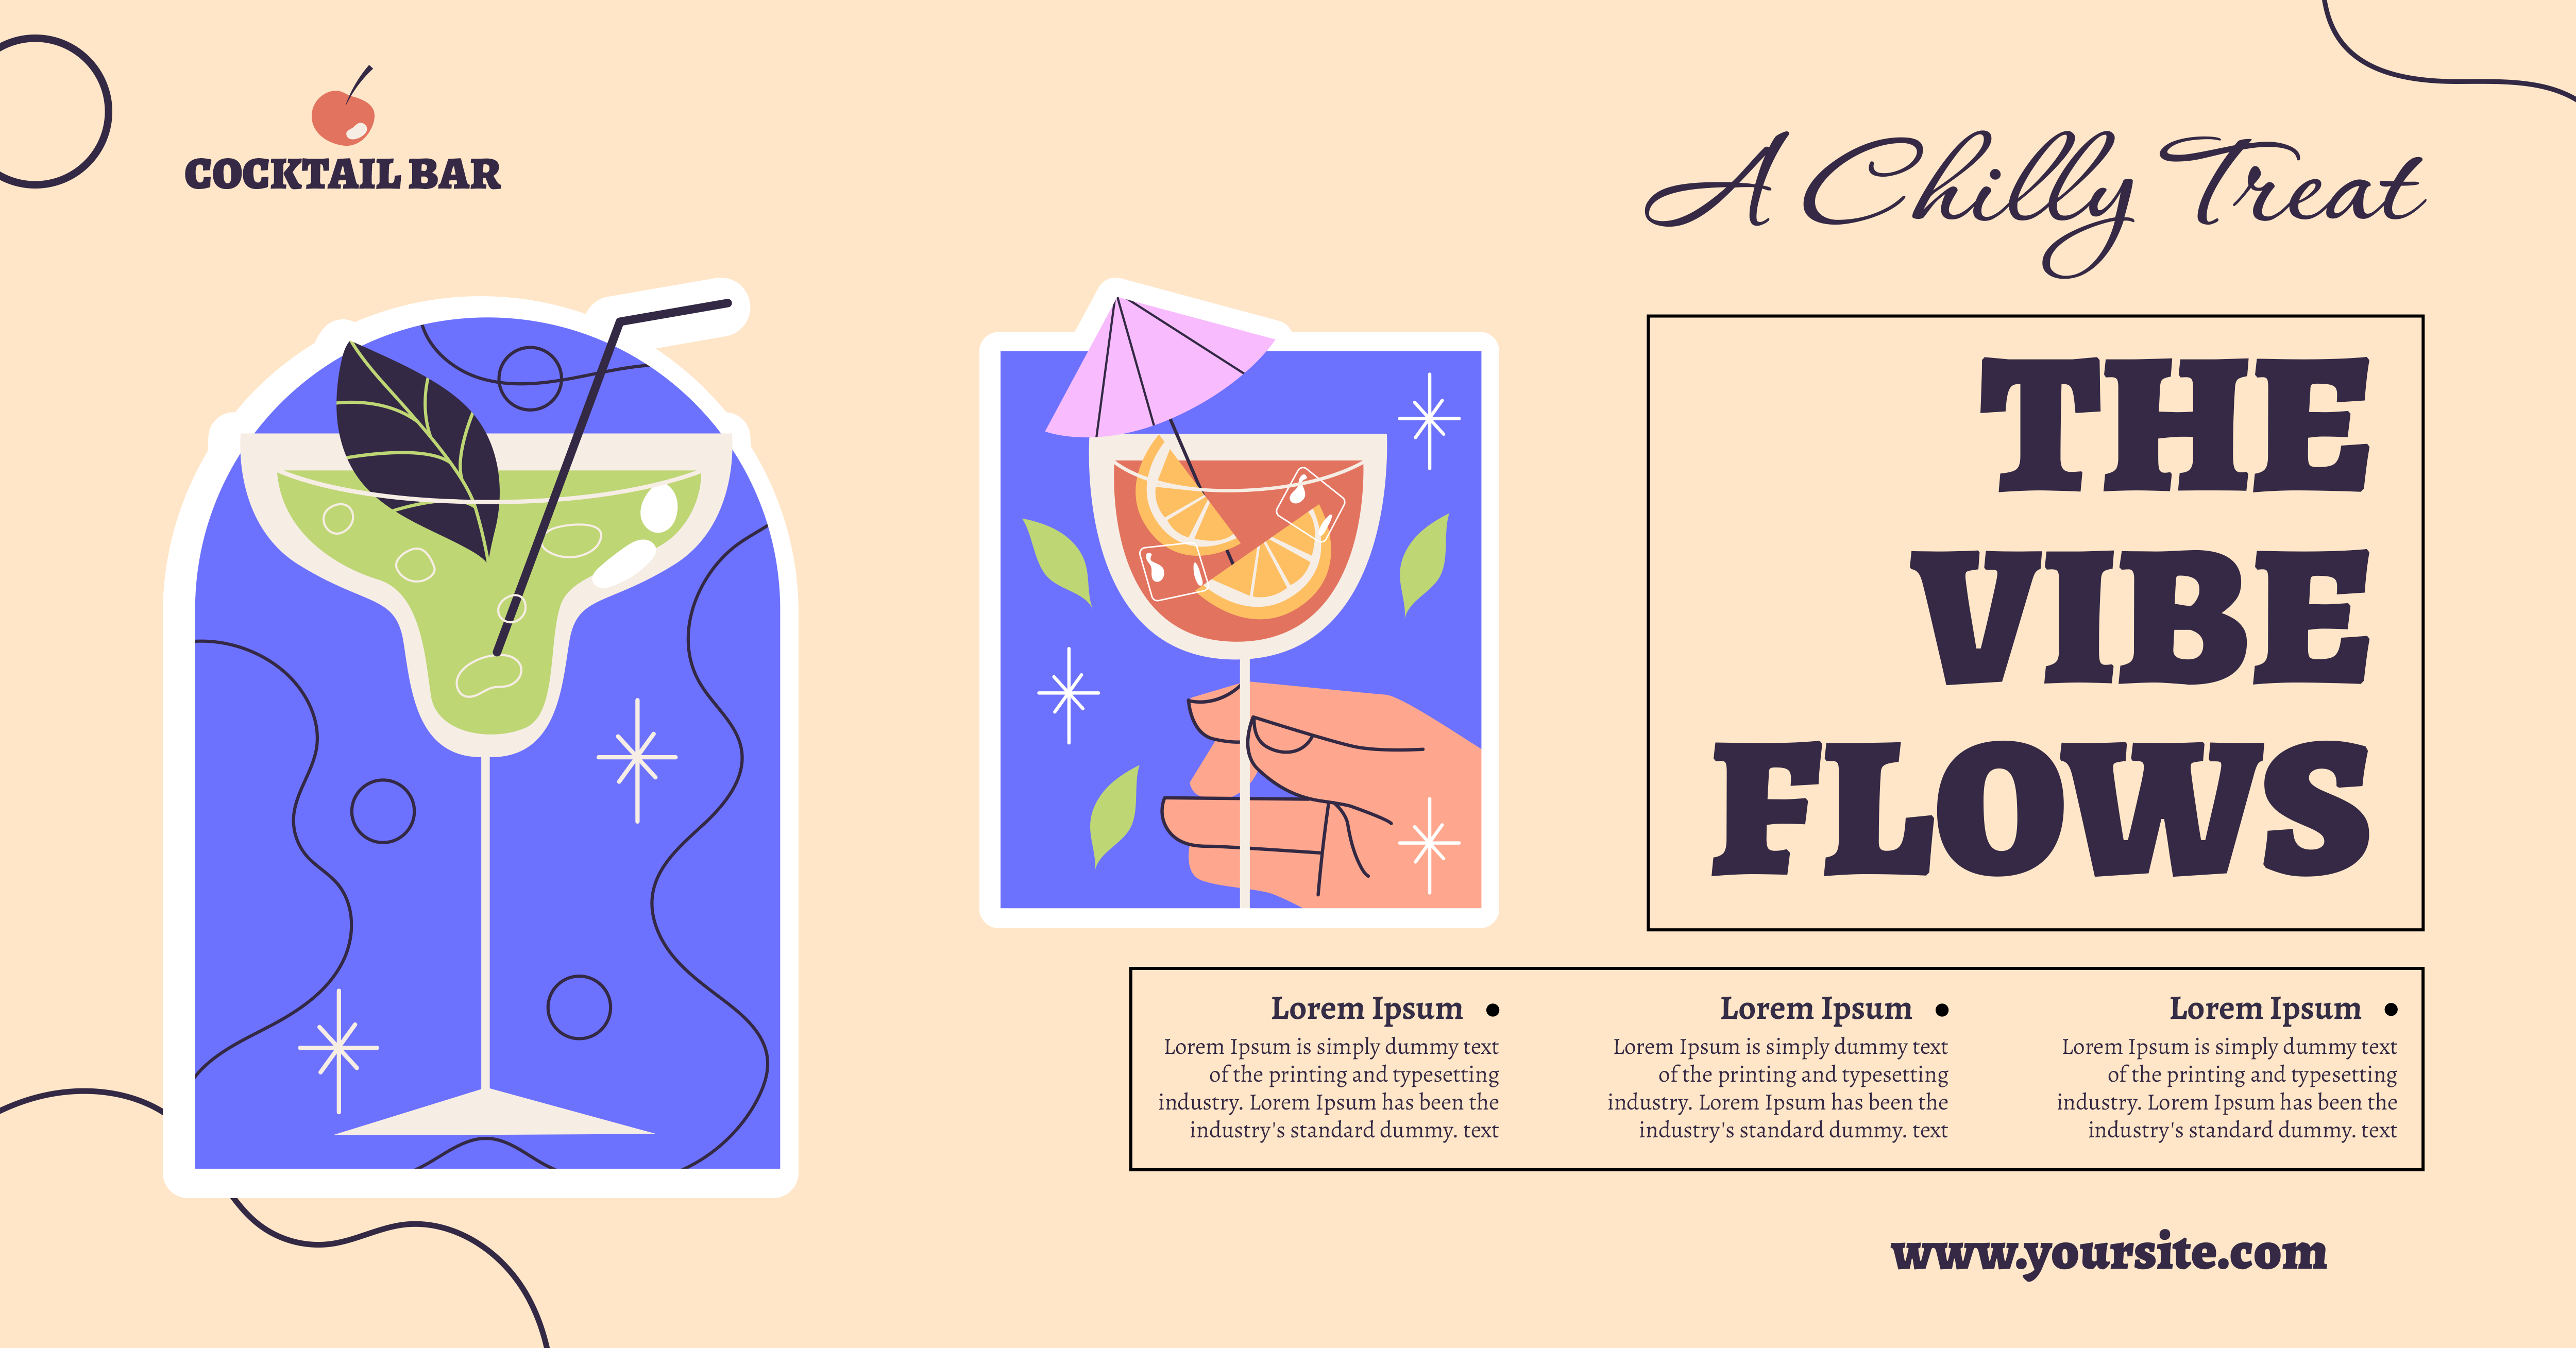 COCKTAIL BAR
A Chilly Treat
THE
VIBE
FLOWS
Lorem Ipsum
Lorem Ipsum is simply dummy text
of the printing and typesetting
industry. Lorem Ipsum has been the
industry's standard dummy. text
Lorem Ipsum
Lorem Ipsum is simply dummy text
of the printing and typesetting
industry. Lorem Ipsum has been the
industry's standard dummy. text
Lorem Ipsum
Lorem Ipsum is simply dummy text
of the printing and typesetting
industry. Lorem Ipsum has been the
industry's standard dummy. text
www.yoursite.com